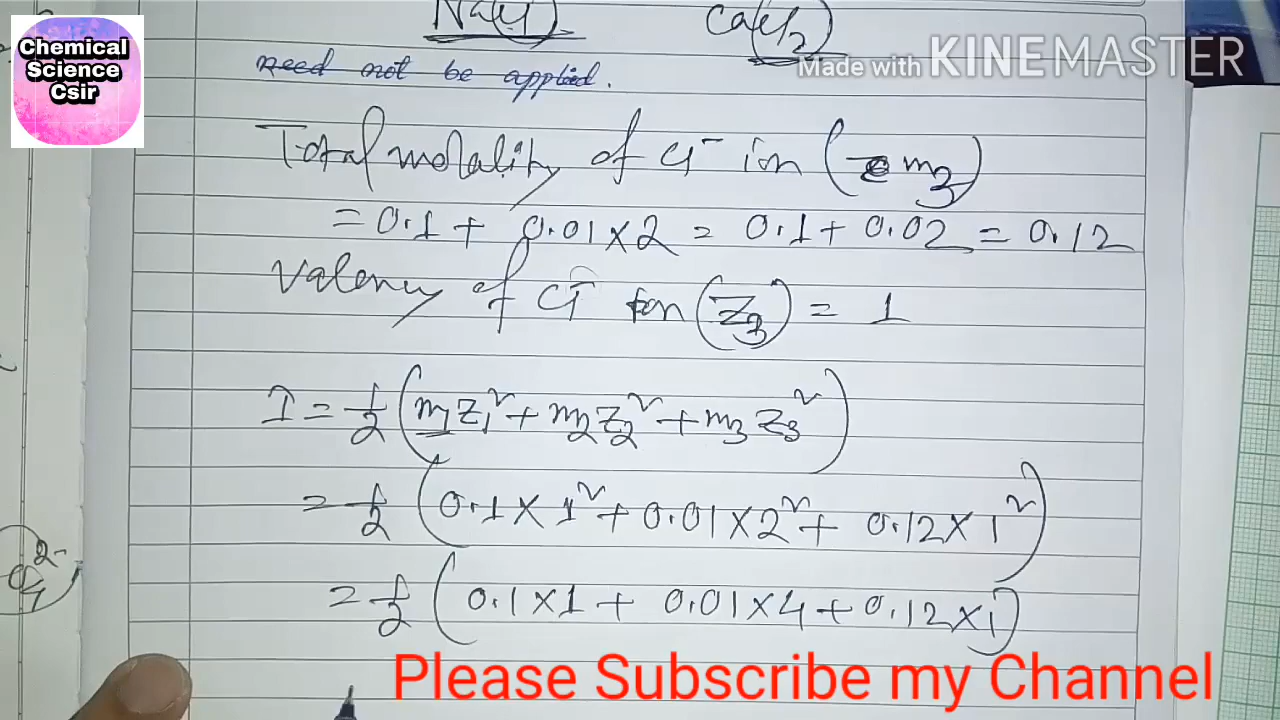 Chemical
Science
Csir
NaCl CaCl2
Made with KINEMASTER
need not be applied.
Total molality of Cl- ion (m3)
= 0.1 + 0.01×2 = 0.1 + 0.02 = 0.12
Valency of Cl- ion (Z3) = 1
I = 1/2 (m1Z1² + m2Z2² + m3Z3²)
= 1/2 (0.1×1² + 0.01×2² + 0.12×1²)
= 1/2 (0.1×1 + 0.01×4 + 0.12×1)
Please Subscribe my Channel